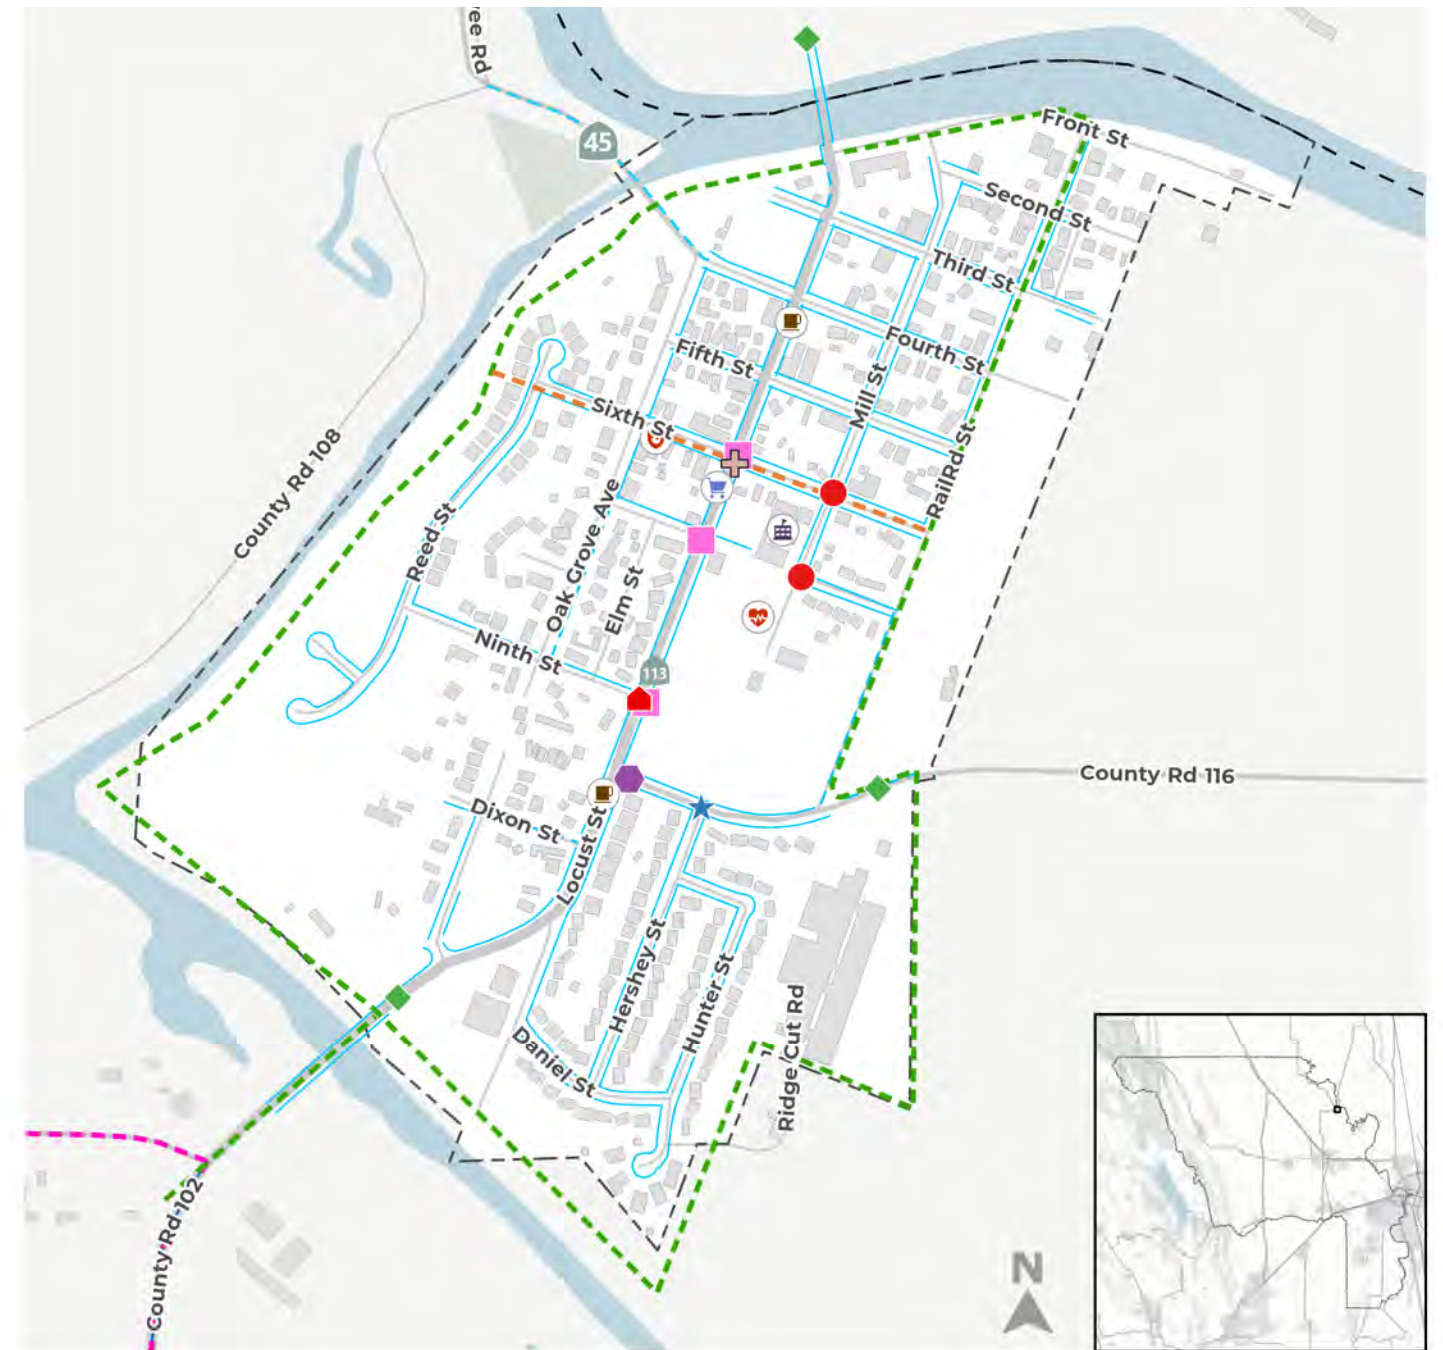 ee Rd
45
Front St
Second St
Third St
Fourth St
Fifth St
Mill St
Sixth St
RailRd St
County Rd 108
Reed St
Oak Grove Ave
Elm St
Ninth St
113
County Rd 116
Dixon St
Locust St
Hershey St
Hunter St
Ridge Cut Rd
Daniel St
County Rd 102
N